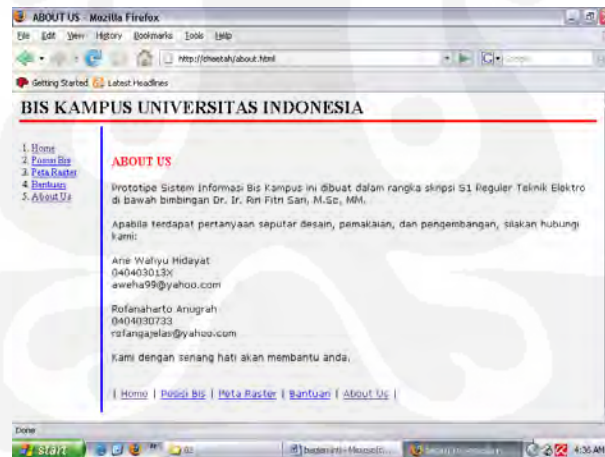 ABOUT US - Mozilla Firefox
File Edit View History Bookmarks Tools Help
http://cheetah/about.html
Getting Started Latest Headlines
BIS KAMPUS UNIVERSITAS INDONESIA
1. Home
2. Posisi Bis
3. Peta Raster
4. Bantuan
5. About Us
ABOUT US
Prototipe Sistem Informasi Bis Kampus ini dibuat dalam rangka skripsi S1 Reguler Teknik Elektro
di bawah bimbingan Dr. Ir. Riri Fitri Sari, M.Sc, MM.
Apabila terdapat pertanyaan seputar desain, pemakaian, dan pengembangan, silakan hubungi
kami:
Arie Wahyu Hidayat
040403013X
aweha99@yahoo.com
Rofanaharto Anugrah
0404030733
rofangajelas@yahoo.com
Kami dengan senang hati akan membantu anda.
| Home | Posisi Bis | Peta Raster | Bantuan | About Us |
Done
start
4:36 AM